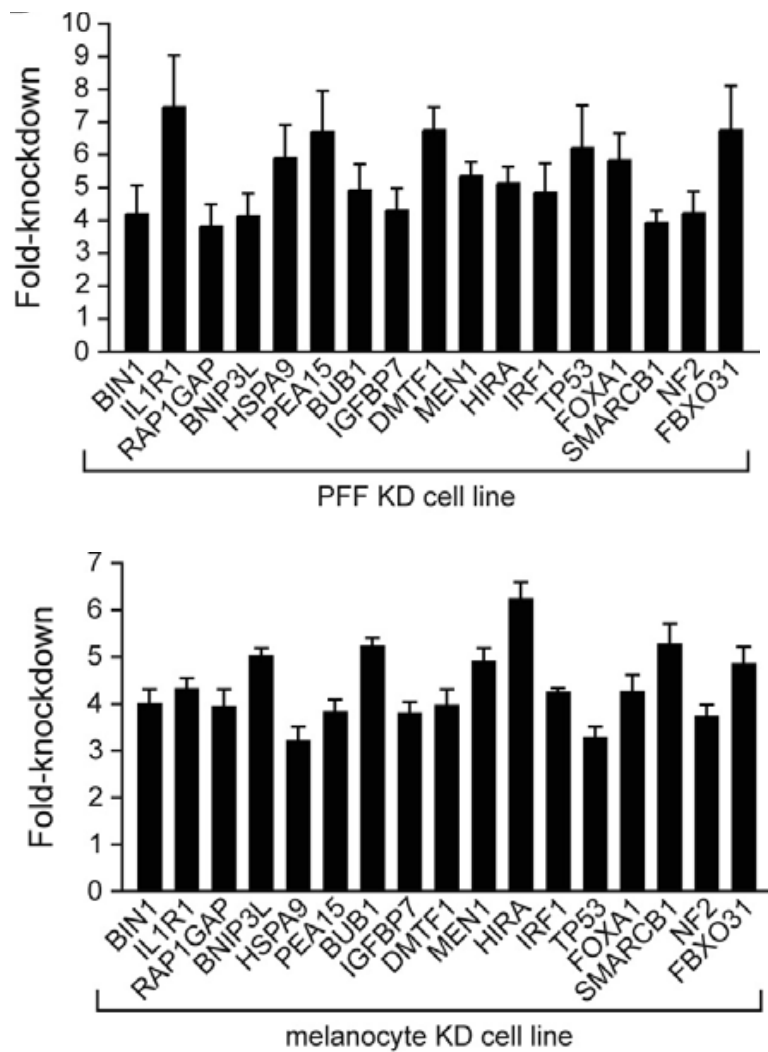 Fold-knockdown
10
9
8
7
6
5
4
3
2
1
0
BIN1
IL1R1
RAP1GAP
BNIP3L
HSPA9
PEA15
BUB1
IGFBP7
DMTF1
MEN1
HIRA
IRF1
TP53
FOXA1
SMARCB1
NF2
FBXO31
PFF KD cell line
Fold-knockdown
7
6
5
4
3
2
1
0
BIN1
IL1R1
RAP1GAP
BNIP3L
HSPA9
PEA15
BUB1
IGFBP7
DMTF1
MEN1
HIRA
IRF1
TP53
FOXA1
SMARCB1
NF2
FBXO31
melanocyte KD cell line